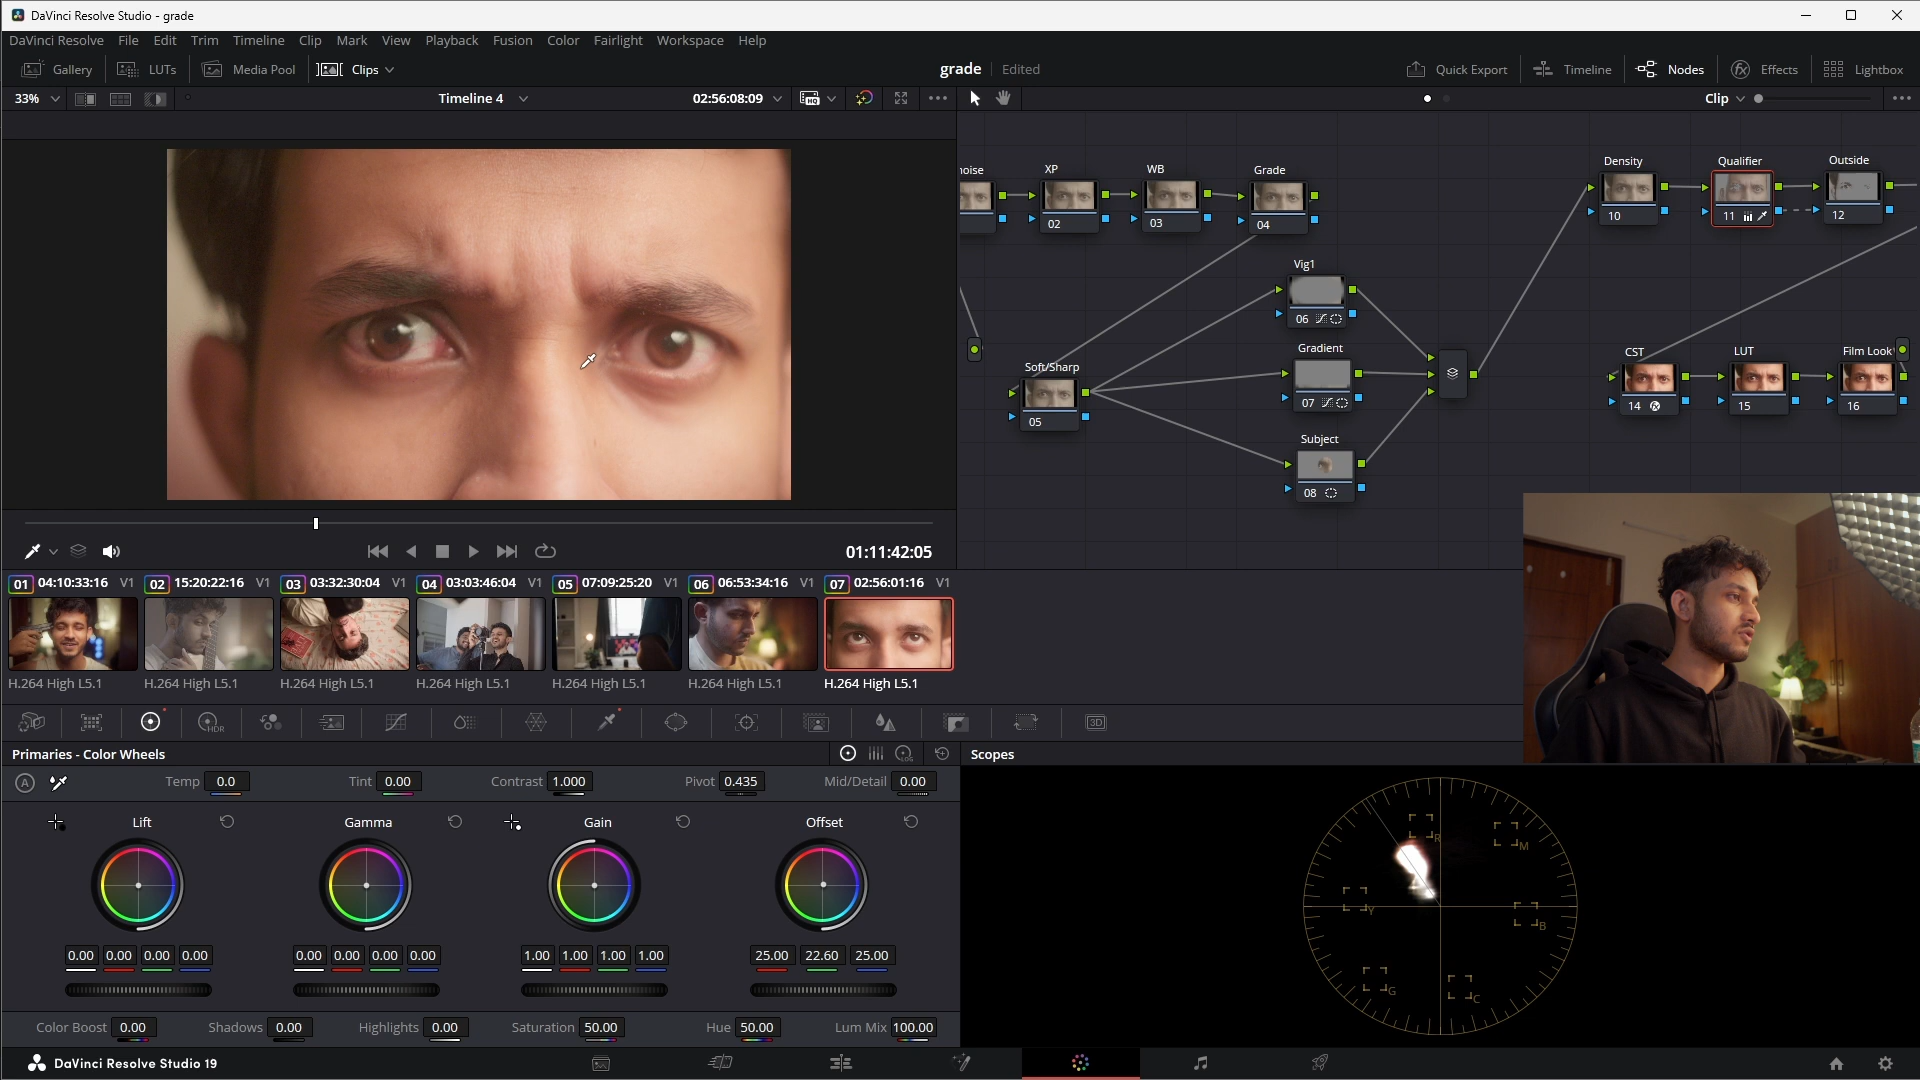 DaVinci Resolve Studio - grade
DaVinci Resolve File Edit Trim Timeline Clip Mark View Playback Fusion Color Fairlight Workspace Help
Gallery LUTs Media Pool Clips grade Edited Quick Export Timeline Nodes Effects Lightbox
33% Timeline 4 02:56:08:09 HQ Clip
noise XP WB Grade Density Qualifier Outside
02 03 04 10 11 12
Vig1
06
Gradient
07
Soft/Sharp
05
Subject
08
CST LUT Film Look
14 15 16
01:11:42:05
01 04:10:33:16 V1 02 15:20:22:16 V1 03 03:32:30:04 V1 04 03:03:46:04 V1 05 07:09:25:20 V1 06 06:53:34:16 V1 07 02:56:01:16 V1
H.264 High L5.1 H.264 High L5.1 H.264 High L5.1 H.264 High L5.1 H.264 High L5.1 H.264 High L5.1 H.264 High L5.1
HDR 3D
Primaries - Color Wheels LOG Scopes
A Temp 0.0 Tint 0.00 Contrast 1.000 Pivot 0.435 Mid/Detail 0.00
Lift Gamma Gain Offset
0.00 0.00 0.00 0.00 0.00 0.00 0.00 0.00 1.00 1.00 1.00 1.00 25.00 22.60 25.00
Color Boost 0.00 Shadows 0.00 Highlights 0.00 Saturation 50.00 Hue 50.00 Lum Mix 100.00
R M
Y B
G C
DaVinci Resolve Studio 19